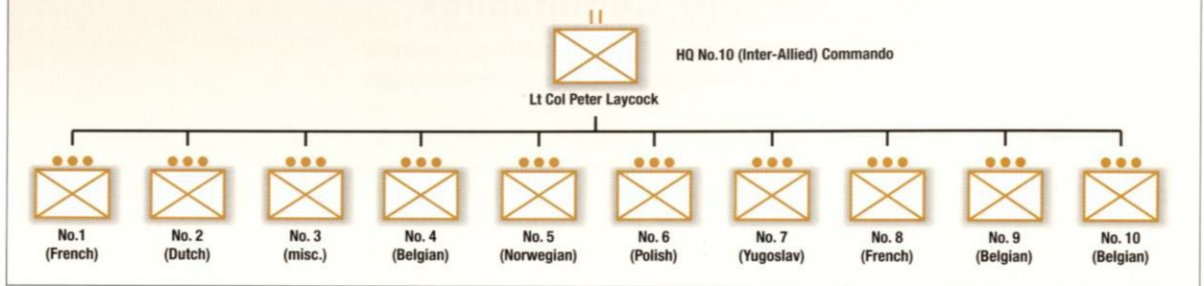 HQ No.10 (Inter-Allied) Commando
Lt Col Peter Laycock
No.1
(French)
No. 2
(Dutch)
No. 3
(misc.)
No. 4
(Belgian)
No. 5
(Norwegian)
No. 6
(Polish)
No. 7
(Yugoslav)
No. 8
(French)
No. 9
(Belgian)
No. 10
(Belgian)